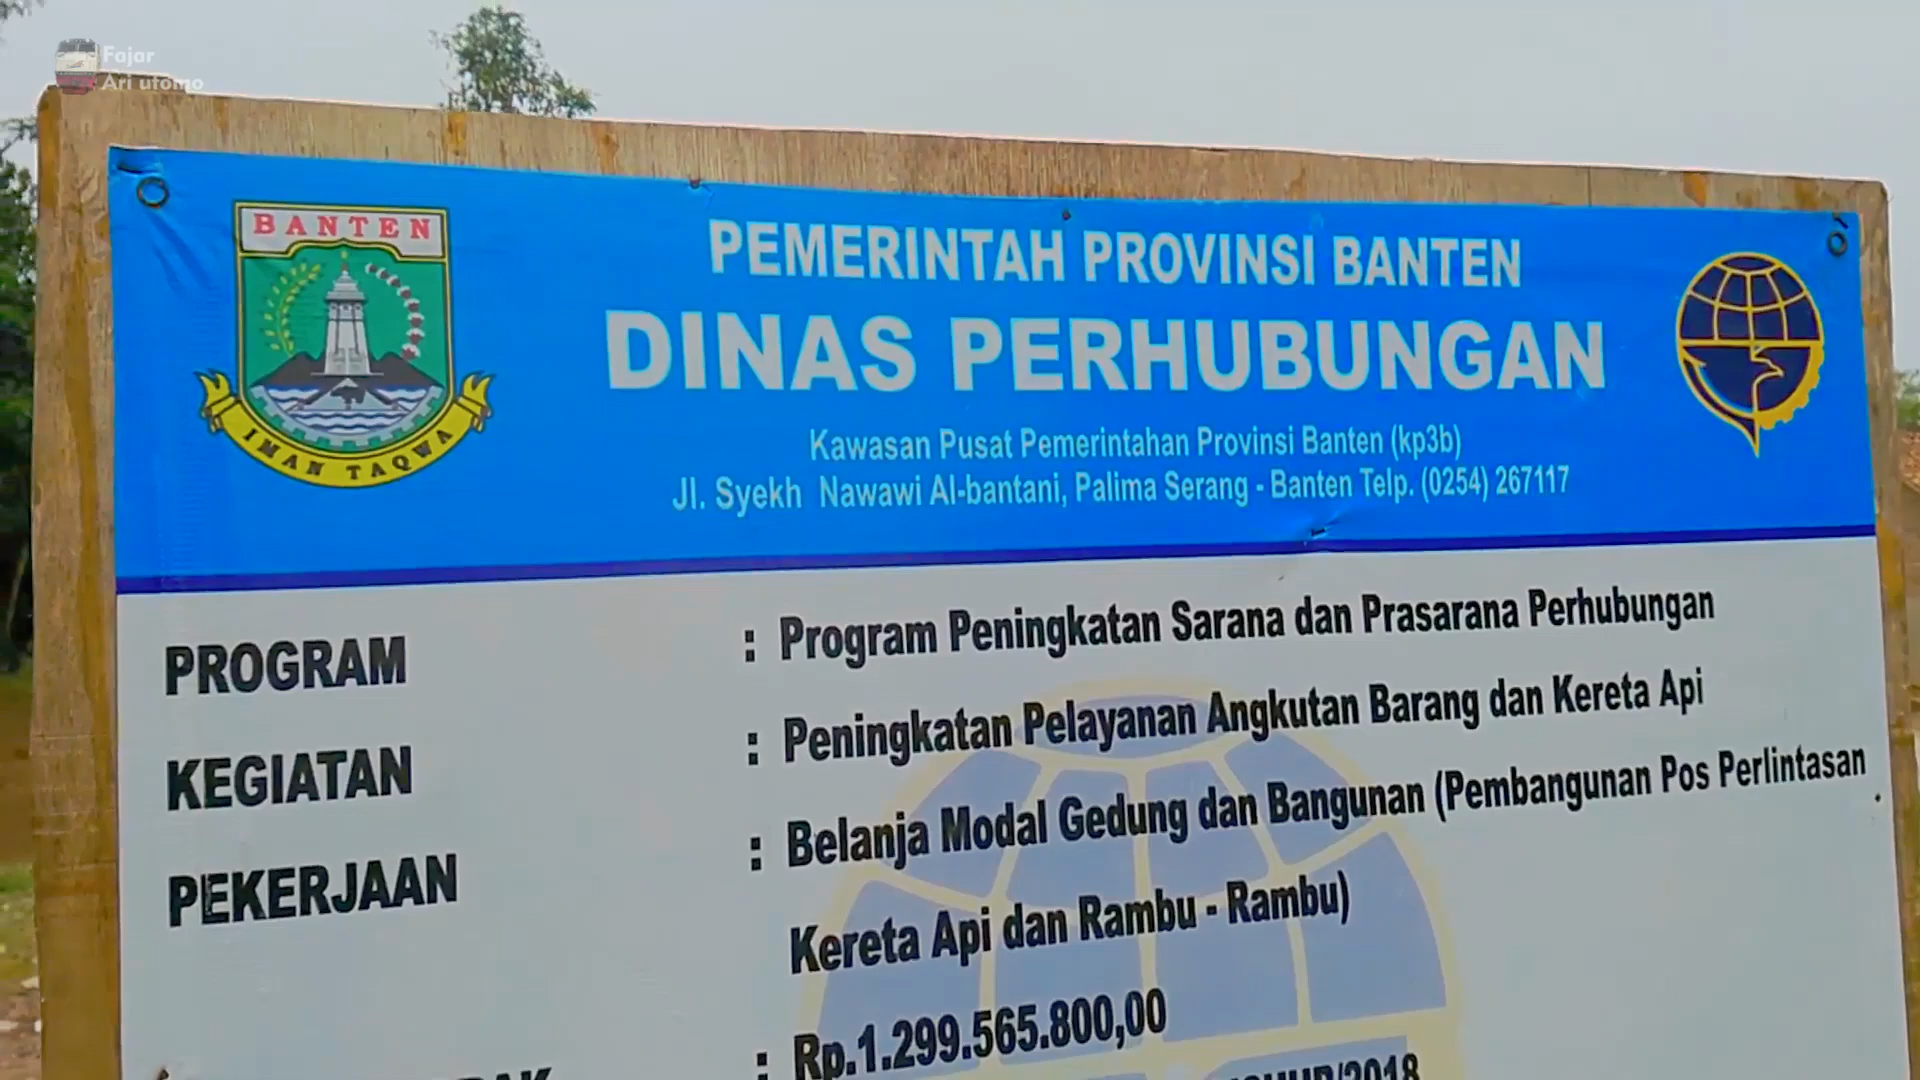 Fajar
Ari utomo
BANTEN
IMAN TAQWA
PEMERINTAH PROVINSI BANTEN
DINAS PERHUBUNGAN
Kawasan Pusat Pemerintahan Provinsi Banten (kp3b)
Jl. Syekh Nawawi Al-bantani, Palima Serang - Banten Telp. (0254) 267117
PROGRAM : Program Peningkatan Sarana dan Prasarana Perhubungan
KEGIATAN : Peningkatan Pelayanan Angkutan Barang dan Kereta Api
PEKERJAAN : Belanja Modal Gedung dan Bangunan (Pembangunan Pos Perlintasan
Kereta Api dan Rambu - Rambu)
: Rp.1.299.565.800,00